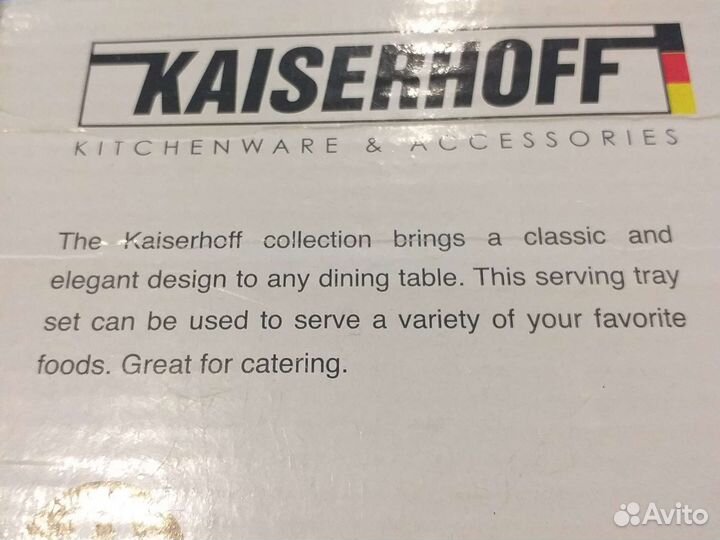 KAISERHOFF
KITCHENWARE & ACCESSORIES
The Kaiserhoff collection brings a classic and
elegant design to any dining table. This serving tray
set can be used to serve a variety of your favorite
foods. Great for catering.
Avito